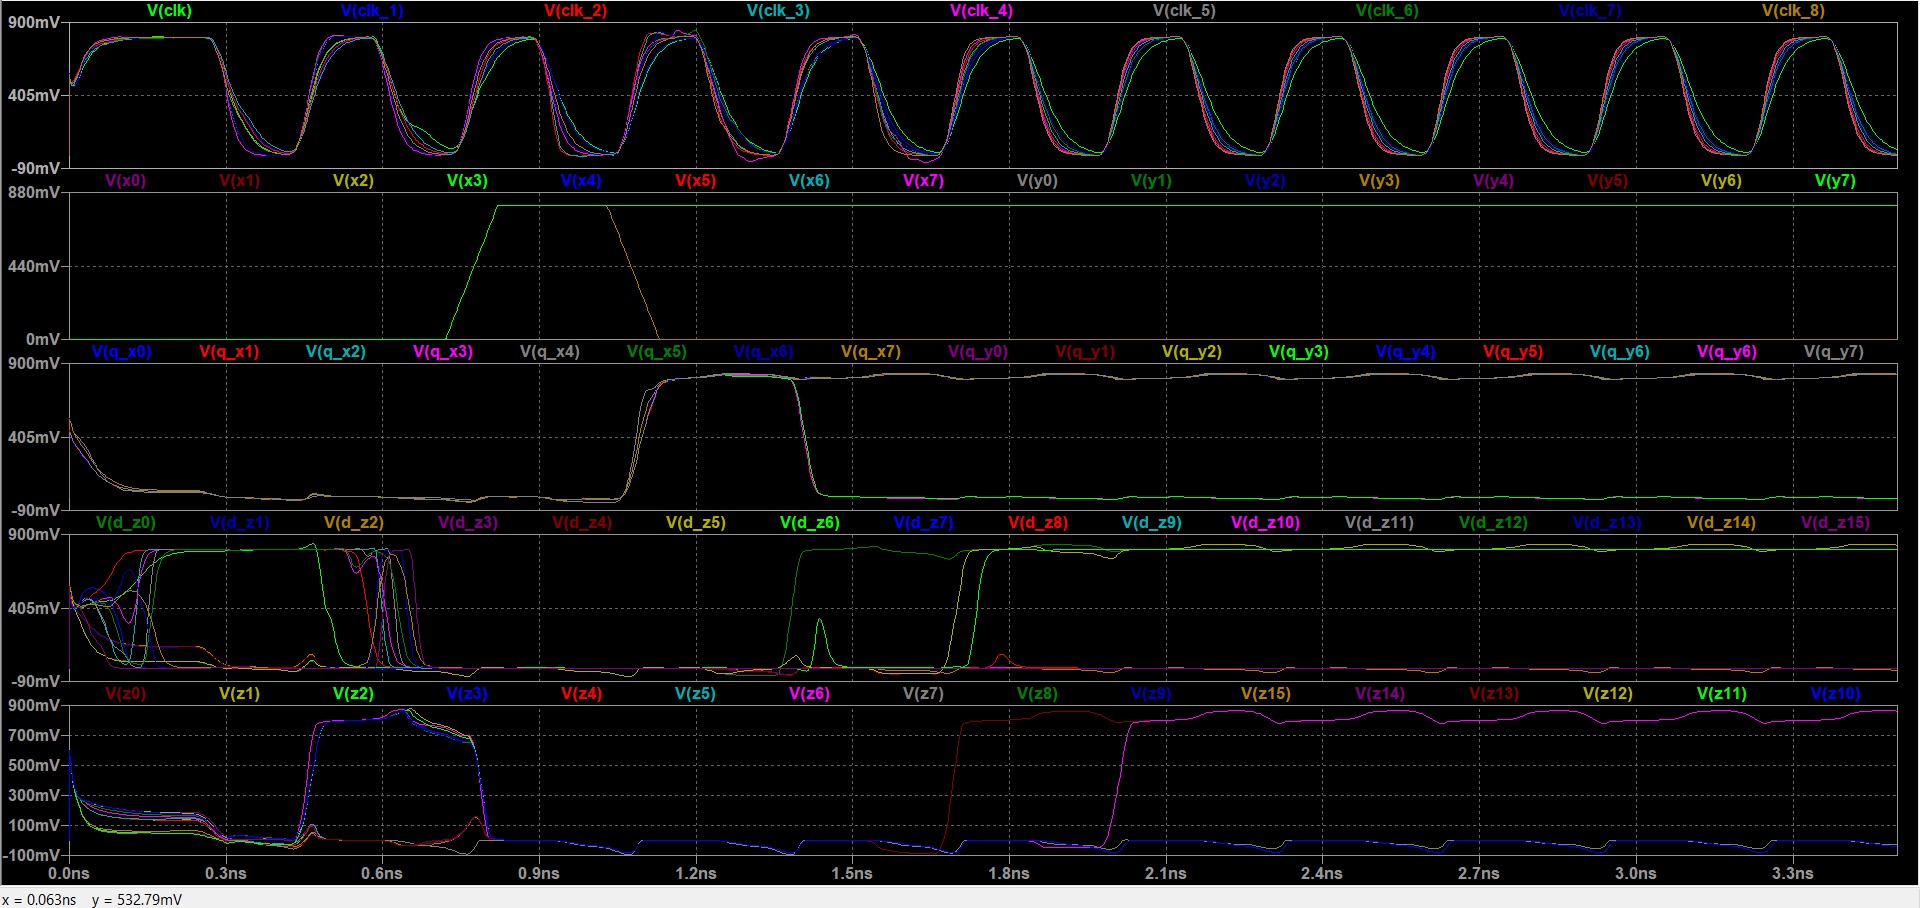 V(clk) V(clk_1) V(clk_2) V(clk_3) V(clk_4) V(clk_5) V(clk_6) V(clk_7) V(clk_8)
900mV
405mV
-90mV
V(x0) V(x1) V(x2) V(x3) V(x4) V(x5) V(x6) V(x7) V(y0) V(y1) V(y2) V(y3) V(y4) V(y5) V(y6) V(y7)
880mV
440mV
0mV
V(q_x0) V(q_x1) V(q_x2) V(q_x3) V(q_x4) V(q_x5) V(q_x6) V(q_x7) V(q_y0) V(q_y1) V(q_y2) V(q_y3) V(q_y4) V(q_y5) V(q_y6) V(q_y6) V(q_y7)
900mV
405mV
-90mV
V(d_z0) V(d_z1) V(d_z2) V(d_z3) V(d_z4) V(d_z5) V(d_z6) V(d_z7) V(d_z8) V(d_z9) V(d_z10) V(d_z11) V(d_z12) V(d_z13) V(d_z14) V(d_z15)
900mV
405mV
-90mV
V(z0) V(z1) V(z2) V(z3) V(z4) V(z5) V(z6) V(z7) V(z8) V(z9) V(z15) V(z14) V(z13) V(z12) V(z11) V(z10)
900mV
700mV
500mV
300mV
100mV
-100mV
0.0ns 0.3ns 0.6ns 0.9ns 1.2ns 1.5ns 1.8ns 2.1ns 2.4ns 2.7ns 3.0ns 3.3ns
x = 0.063ns y = 532.79mV